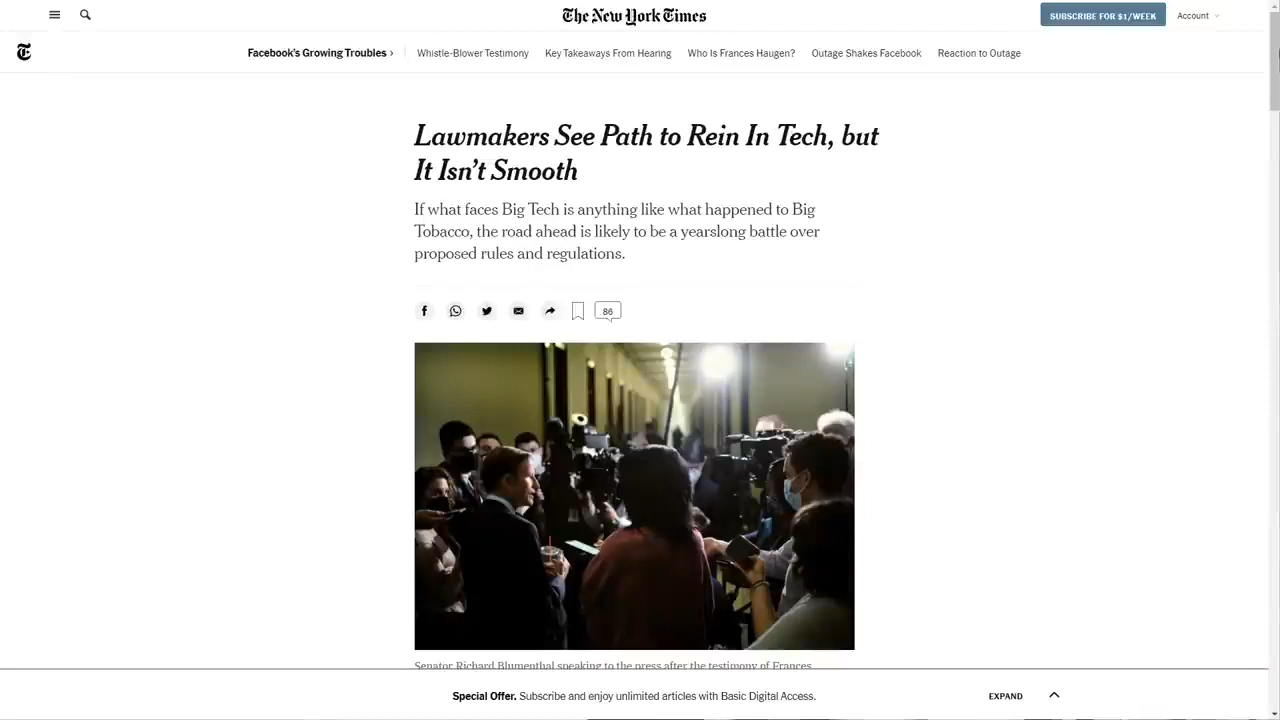 The New York Times
SUBSCRIBE FOR $1/WEEK
Account
T
Facebook's Growing Troubles ›
Whistle-Blower Testimony
Key Takeaways From Hearing
Who Is Frances Haugen?
Outage Shakes Facebook
Reaction to Outage
Lawmakers See Path to Rein In Tech, but
It Isn't Smooth
If what faces Big Tech is anything like what happened to Big
Tobacco, the road ahead is likely to be a yearslong battle over
proposed rules and regulations.
86
Senator Richard Blumenthal speaking to the press after the testimony of Frances
Special Offer. Subscribe and enjoy unlimited articles with Basic Digital Access.
EXPAND